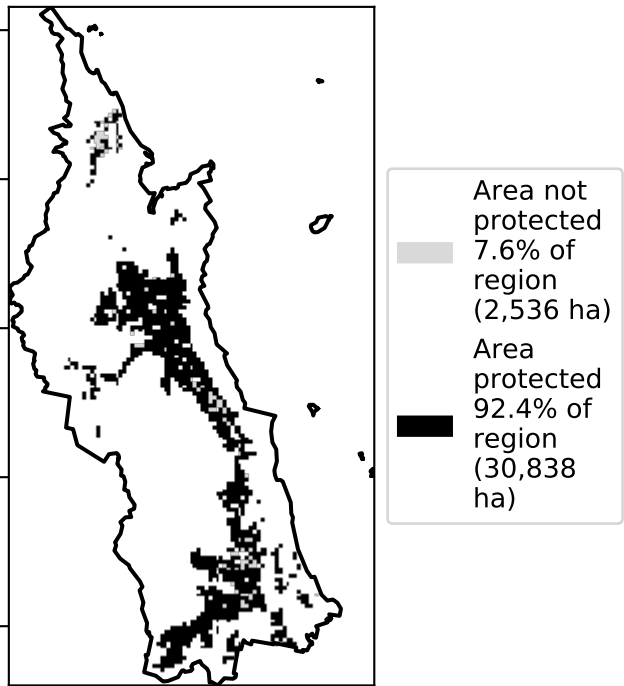 Area not
protected
7.6% of
region
(2,536 ha)
Area
protected
92.4% of
region
(30,838
ha)